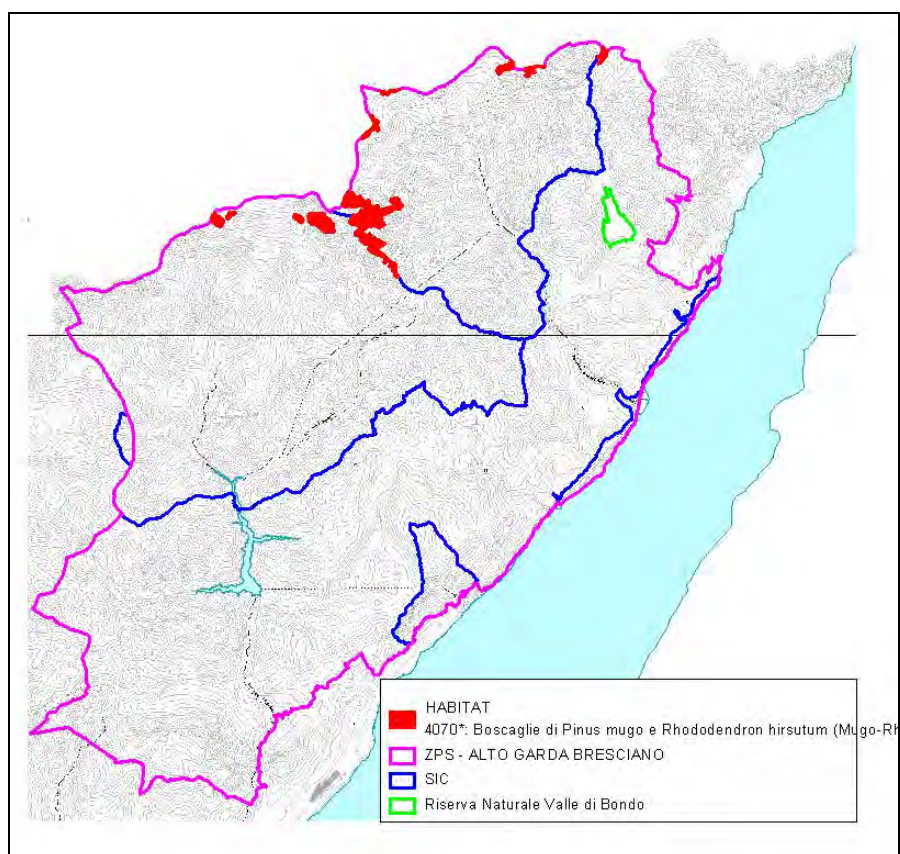 HABITAT
4070*: Boscaglie di Pinus mugo e Rhododendron hirsutum (Mugo-Rh
ZPS - ALTO GARDA BRESCIANO
SIC
Riserva Naturale Valle di Bondo